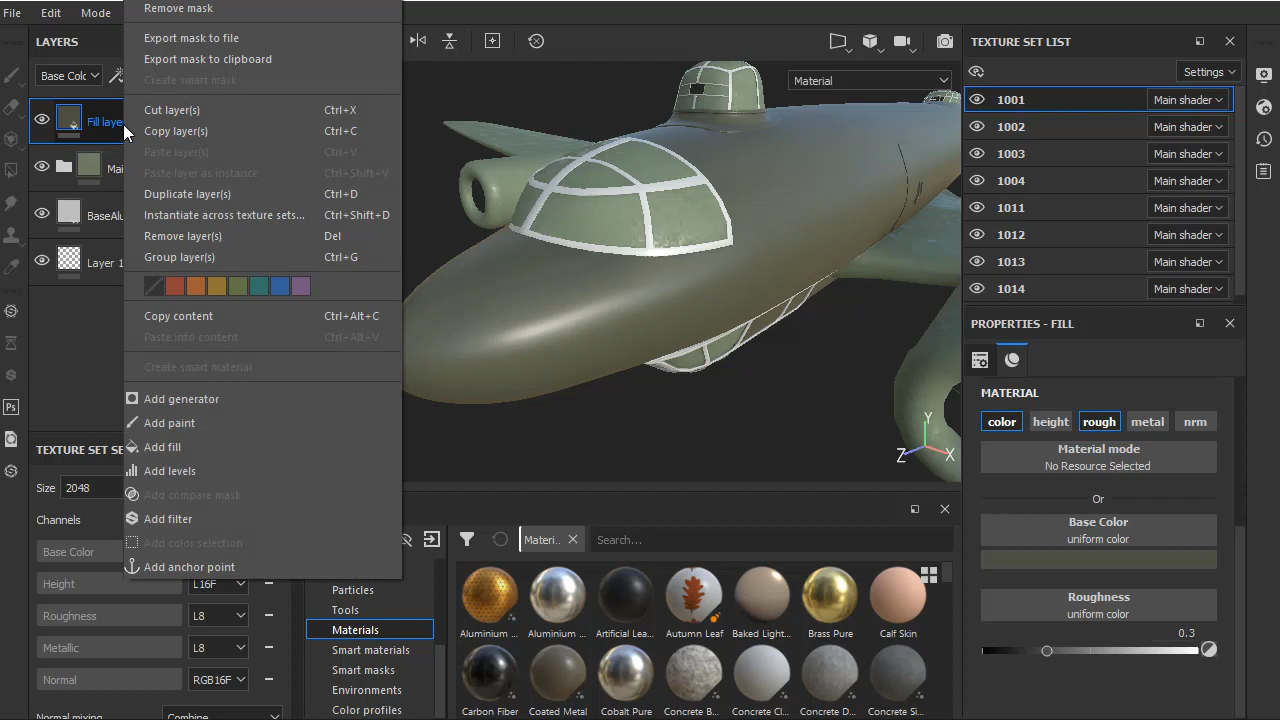 File
Edit
Mode
LAYERS
Base Colc
Fill laye
Mai
BaseAlu
Layer 1
Remove mask
Export mask to file
Export mask to clipboard
Create smart mask
Cut layer(s) Ctrl+X
Copy layer(s) Ctrl+C
Paste layer(s) Ctrl+V
Paste layer as instance Ctrl+Shift+V
Duplicate layer(s) Ctrl+D
Instantiate across texture sets... Ctrl+Shift+D
Remove layer(s) Del
Group layer(s) Ctrl+G
Copy content Ctrl+Alt+C
Paste into content Ctrl+Alt+V
Create smart material
Add generator
Add paint
Add fill
Add levels
Add compare mask
Add filter
Add color selection
Add anchor point
TEXTURE SET SE
Size 2048
Channels
Base Color
Height L16F
Roughness L8
Metallic L8
Normal RGB16F
Normal mixing Combine
Ps
Material
Y
Z
X
Particles
Tools
Materials
Smart materials
Smart masks
Environments
Color profiles
Materi..
Search...
Aluminium ...
Aluminium ...
Artificial Lea...
Autumn Leaf
Baked Light...
Brass Pure
Calf Skin
Carbon Fiber
Coated Metal
Cobalt Pure
Concrete B...
Concrete Cl...
Concrete D...
Concrete Si...
TEXTURE SET LIST
Settings
1001 Main shader
1002 Main shader
1003 Main shader
1004 Main shader
1011 Main shader
1012 Main shader
1013 Main shader
1014 Main shader
PROPERTIES - FILL
MATERIAL
color height rough metal nrm
Material mode
No Resource Selected
Or
Base Color
uniform color
Roughness
uniform color
0.3